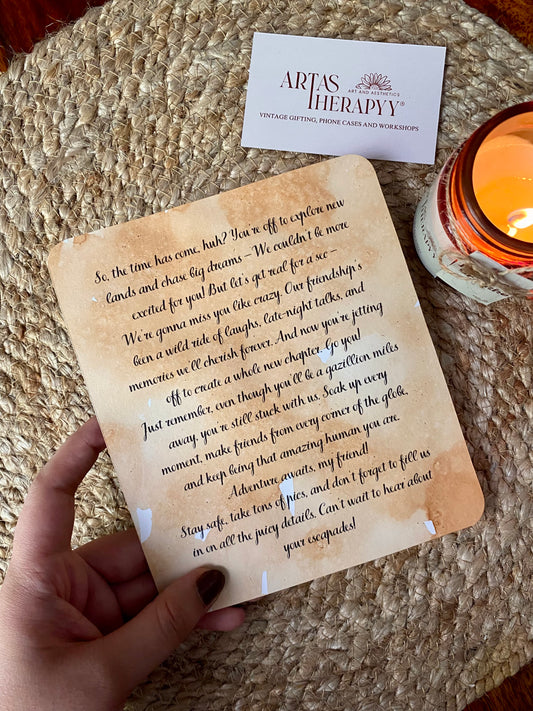 ARTAS
ART AND AESTHETICS
THERAPYY®
VINTAGE GIFTING, PHONE CASES AND WORKSHOPS
So, the time has come, huh? You're off to explore new
lands and chase big dreams – We couldn't be more
excited for you! But let's get real for a sec –
We're gonna miss you like crazy. Our friendship's
been a wild ride of laughs, late-night talks, and
memories we'll cherish forever. And now you're jetting
off to create a whole new chapter. Go you!
Just remember, even though you'll be a gazillion miles
away, you're still stuck with us. Soak up every
moment, make friends from every corner of the globe,
and keep being that amazing human you are.
Adventure awaits, my friend!
Stay safe, take tons of pics, and don't forget to fill us
in on all the juicy details. Can't wait to hear about
your escapades!